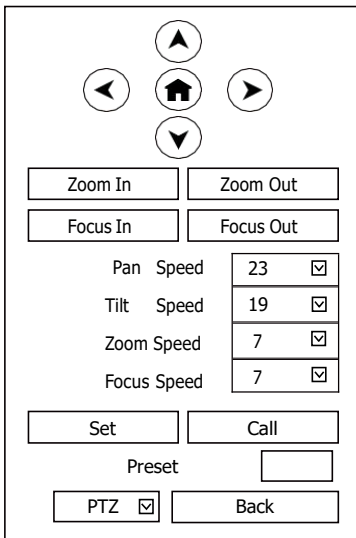 Zoom In Zoom Out
Focus In Focus Out
Pan Speed 23
Tilt Speed 19
Zoom Speed 7
Focus Speed 7
Set Call
Preset
PTZ Back